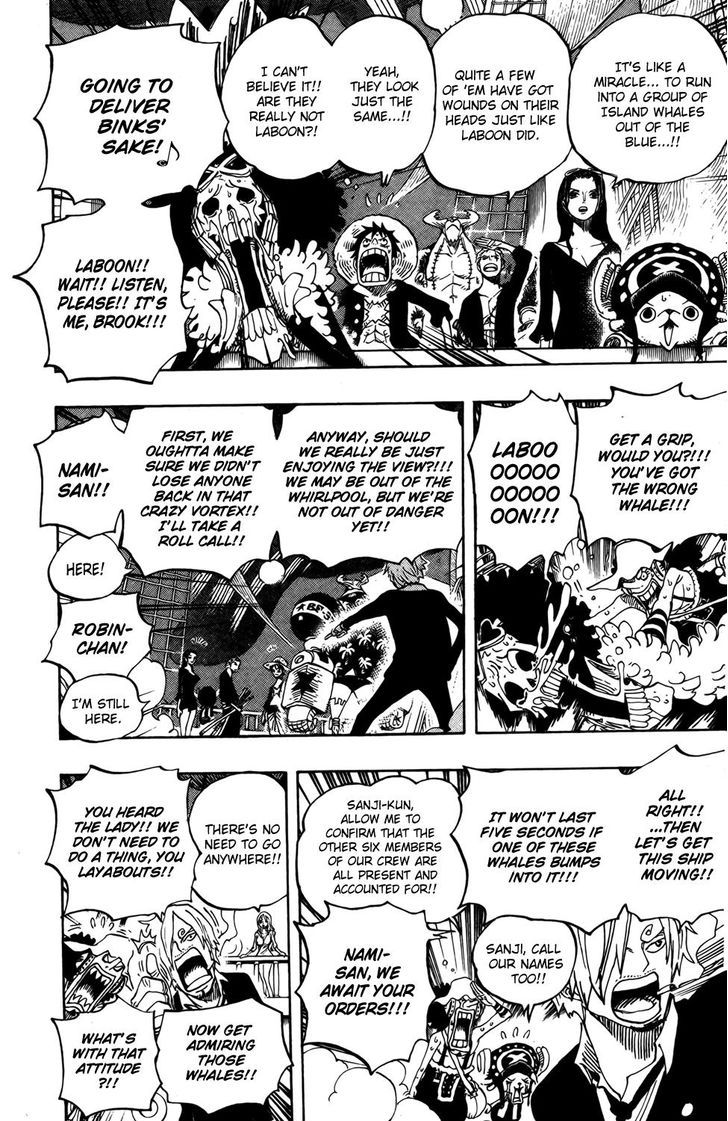 IT'S LIKE A
MIRACLE... TO RUN
INTO A GROUP OF
ISLAND WHALES
OUT OF THE
BLUE...!!
QUITE A FEW
OF 'EM HAVE GOT
WOUNDS ON THEIR
HEADS JUST LIKE
LABOON DID.
YEAH,
THEY LOOK
JUST THE
SAME...!!
I CAN'T
BELIEVE IT!!
ARE THEY
REALLY NOT
LABOON?!
GOING TO
DELIVER
BINKS'
SAKE!
LABOON!!
WAIT!! LISTEN,
PLEASE!! IT'S
ME, BROOK!!!
GET A GRIP,
WOULD YOU?!!!
YOU'VE GOT
THE WRONG
WHALE!!!
LABOO
OOOOO
OOOOO
OON!!!
ANYWAY, SHOULD
WE REALLY BE JUST
ENJOYING THE VIEW?!!!
WE MAY BE OUT OF THE
WHIRLPOOL, BUT WE'RE
NOT OUT OF DANGER
YET!!
FIRST, WE
OUGHTTA MAKE
SURE WE DIDN'T
LOSE ANYONE
BACK IN THAT
CRAZY VORTEX!!
I'LL TAKE A
ROLL CALL!!
NAMI-
SAN!!
HERE!
ROBIN-
CHAN!
I'M STILL
HERE.
ALL
RIGHT!!
...THEN
LET'S GET
THIS SHIP
MOVING!!
IT WON'T LAST
FIVE SECONDS IF
ONE OF THESE
WHALES BUMPS
INTO IT!!!
SANJI, CALL
OUR NAMES
TOO!!
SANJI-KUN,
ALLOW ME TO
CONFIRM THAT THE
OTHER SIX MEMBERS
OF OUR CREW ARE
ALL PRESENT AND
ACCOUNTED FOR!!
NAMI-
SAN, WE
AWAIT YOUR
ORDERS!!!
THERE'S NO
NEED TO GO
ANYWHERE!!
YOU HEARD
THE LADY!! WE
DON'T NEED TO
DO A THING, YOU
LAYABOUTS!!
NOW GET
ADMIRING
THOSE
WHALES!!
WHAT'S
WITH THAT
ATTITUDE
?!!